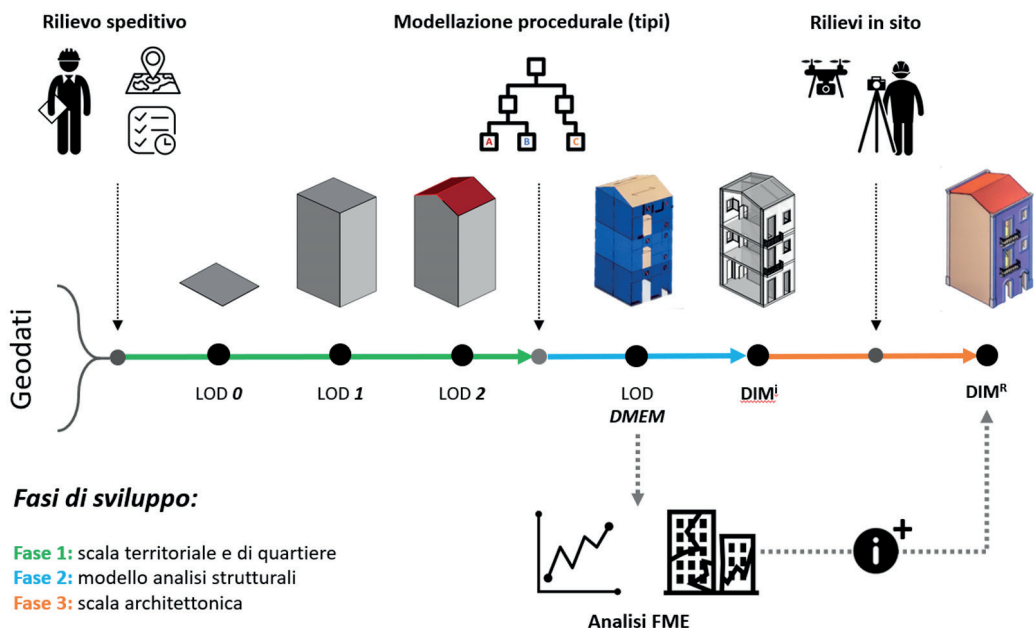 Rilievo speditivo
Modellazione procedurale (tipi)
Rilievi in sito
A
B
C
Geodati
LOD 0
LOD 1
LOD 2
LOD
DMEM
DIMⁱ
DIMᴿ
Fasi di sviluppo:
Fase 1: scala territoriale e di quartiere
Fase 2: modello analisi strutturali
Fase 3: scala architettonica
i
+
Analisi FME